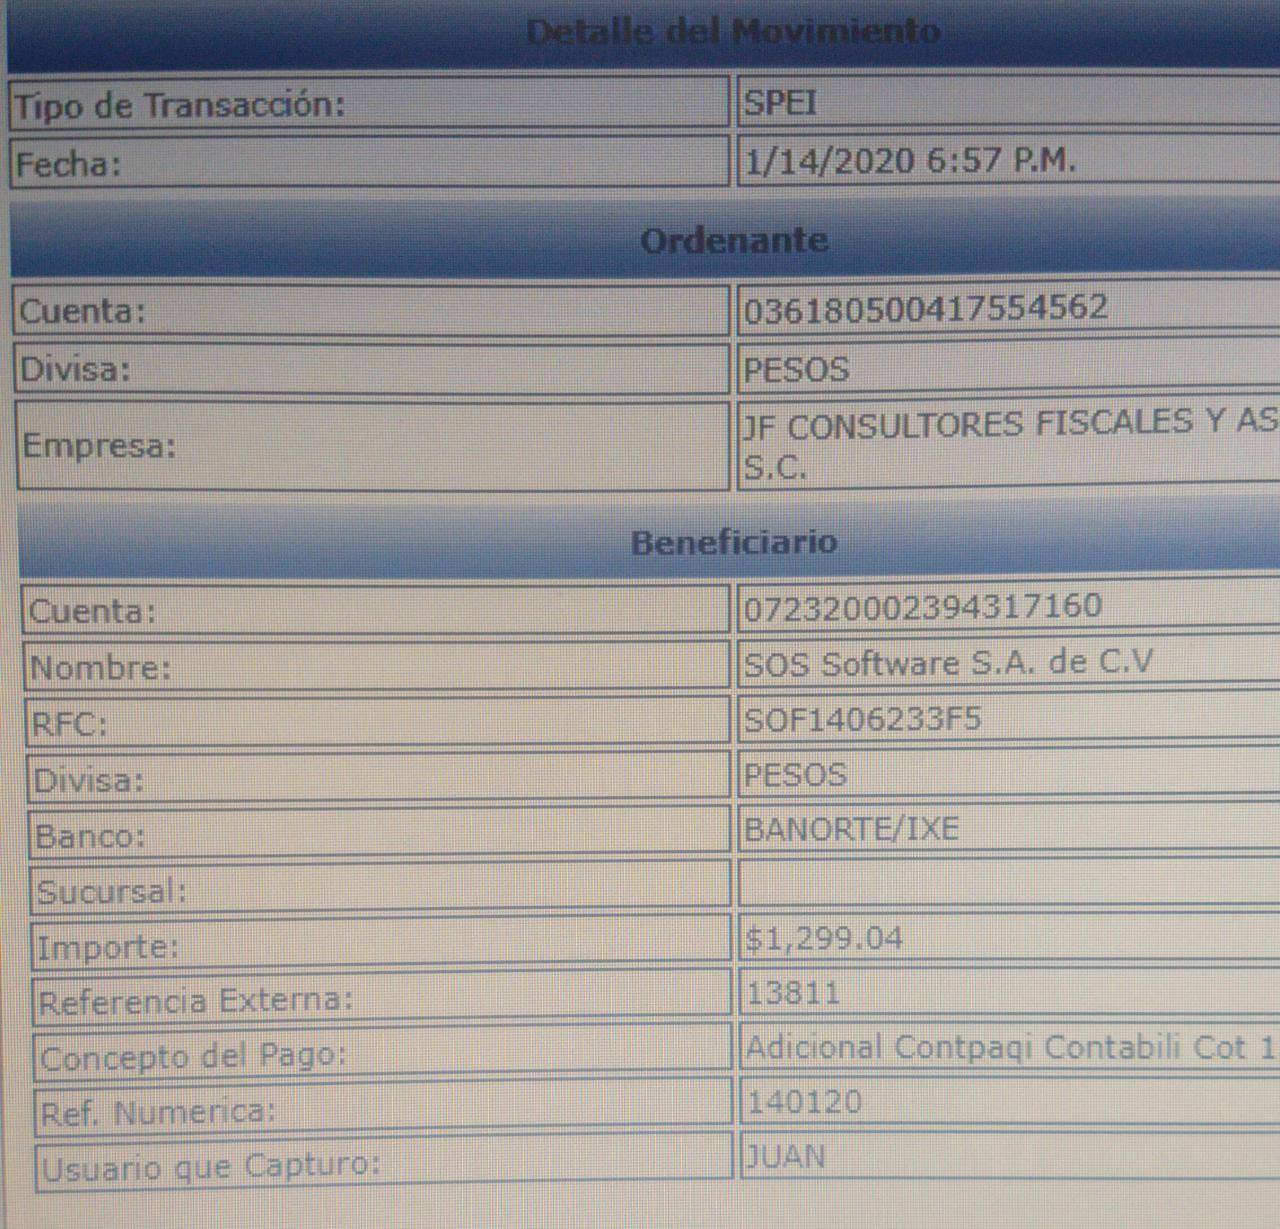 Detalle del Movimiento
Tipo de Transacción: SPEI
Fecha: 1/14/2020 6:57 P.M.
Ordenante
Cuenta: 036180500417554562
Divisa: PESOS
Empresa: JF CONSULTORES FISCALES Y AS
S.C.
Beneficiario
Cuenta: 072320002394317160
Nombre: SOS Software S.A. de C.V
RFC: SOF1406233F5
Divisa: PESOS
Banco: BANORTE/IXE
Sucursal:
Importe: $1,299.04
Referencia Externa: 13811
Concepto del Pago: Adicional Contpaqi Contabili Cot 1
Ref. Numerica: 140120
Usuario que Capturo: JUAN